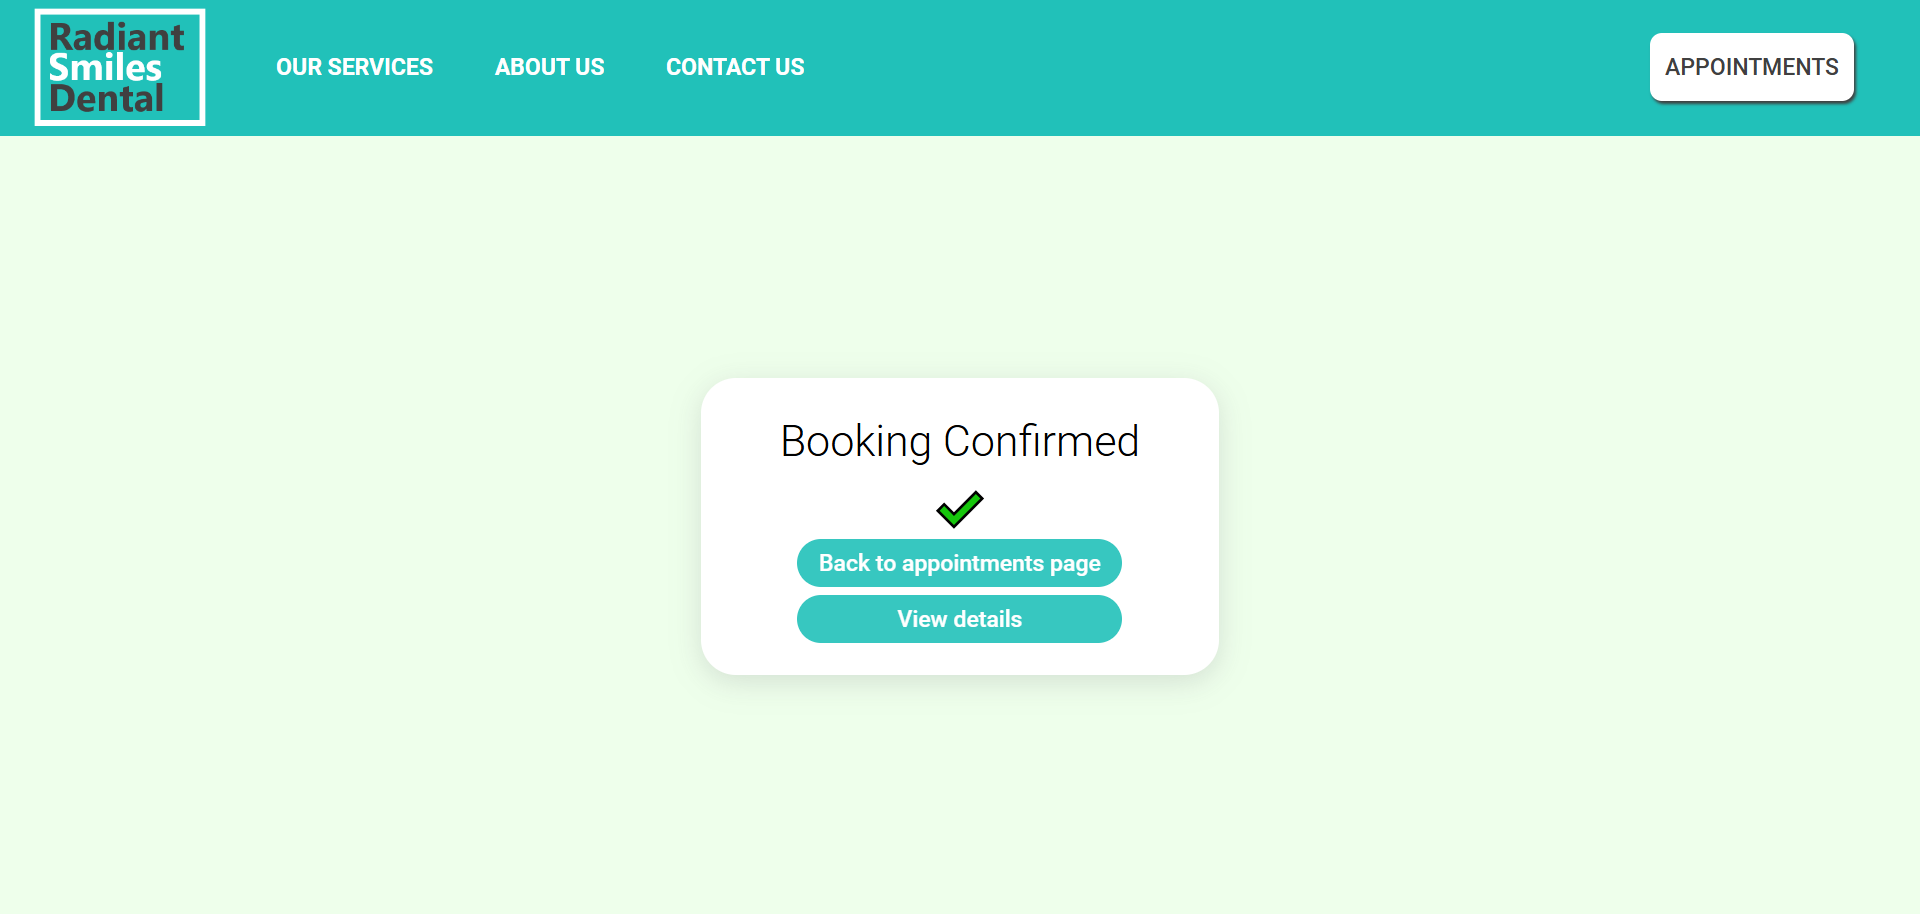 Radiant
Smiles
Dental
OUR SERVICES
ABOUT US
CONTACT US
APPOINTMENTS
Booking Confirmed
Back to appointments page
View details